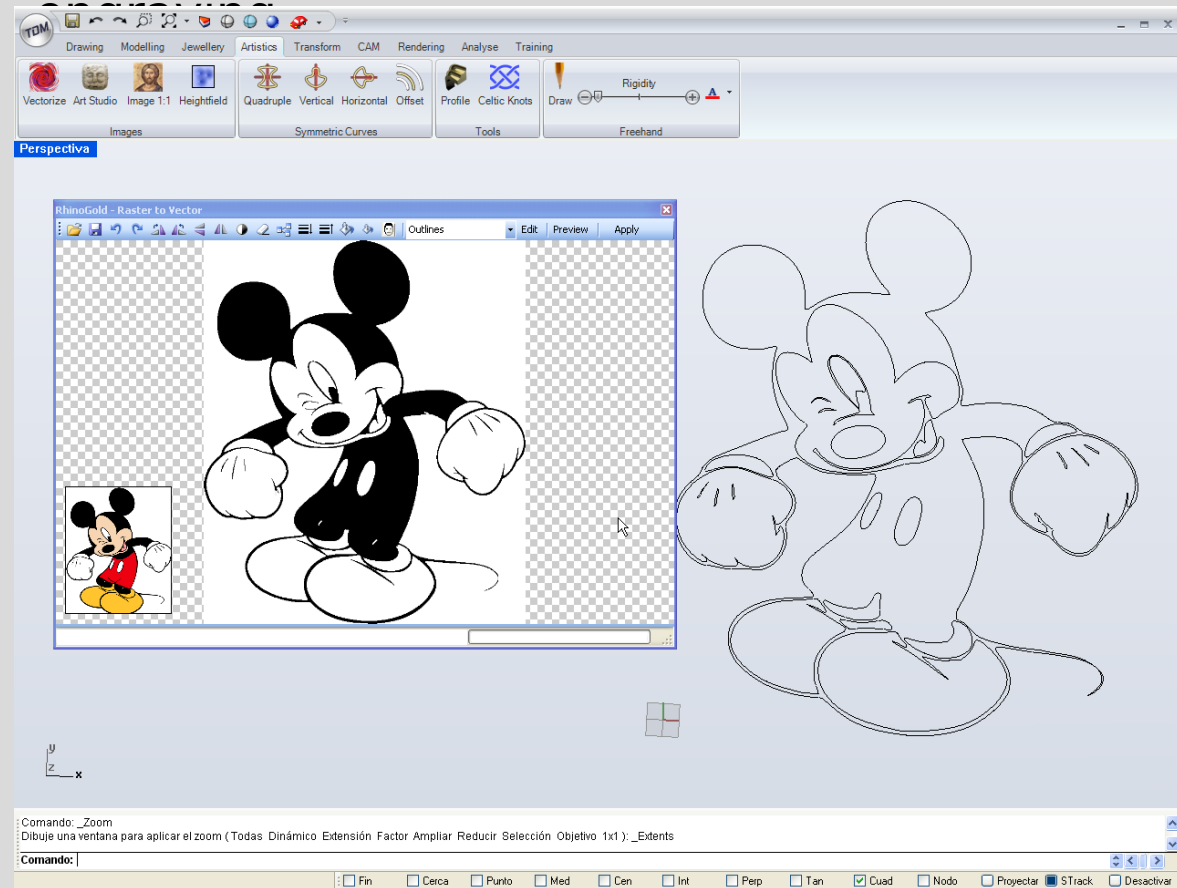 TDM
Drawing Modelling Jewellery Artistics Transform CAM Rendering Analyse Training
Vectorize Art Studio Image 1:1 Heightfield Quadruple Vertical Horizontal Offset Profile Celtic Knots Draw Rigidity A
Images Symmetric Curves Tools Freehand
Perspectiva
RhinoGold - Raster to Vector
Outlines Edit Preview Apply
y
z x
Comando: _Zoom
Dibuje una ventana para aplicar el zoom ( Todas Dinámico Extensión Factor Ampliar Reducir Selección Objetivo 1x1 ): _Extents
Comando:
Fin Cerca Punto Med Cen Int Perp Tan Cuad Nodo Proyectar STrack Desactivar